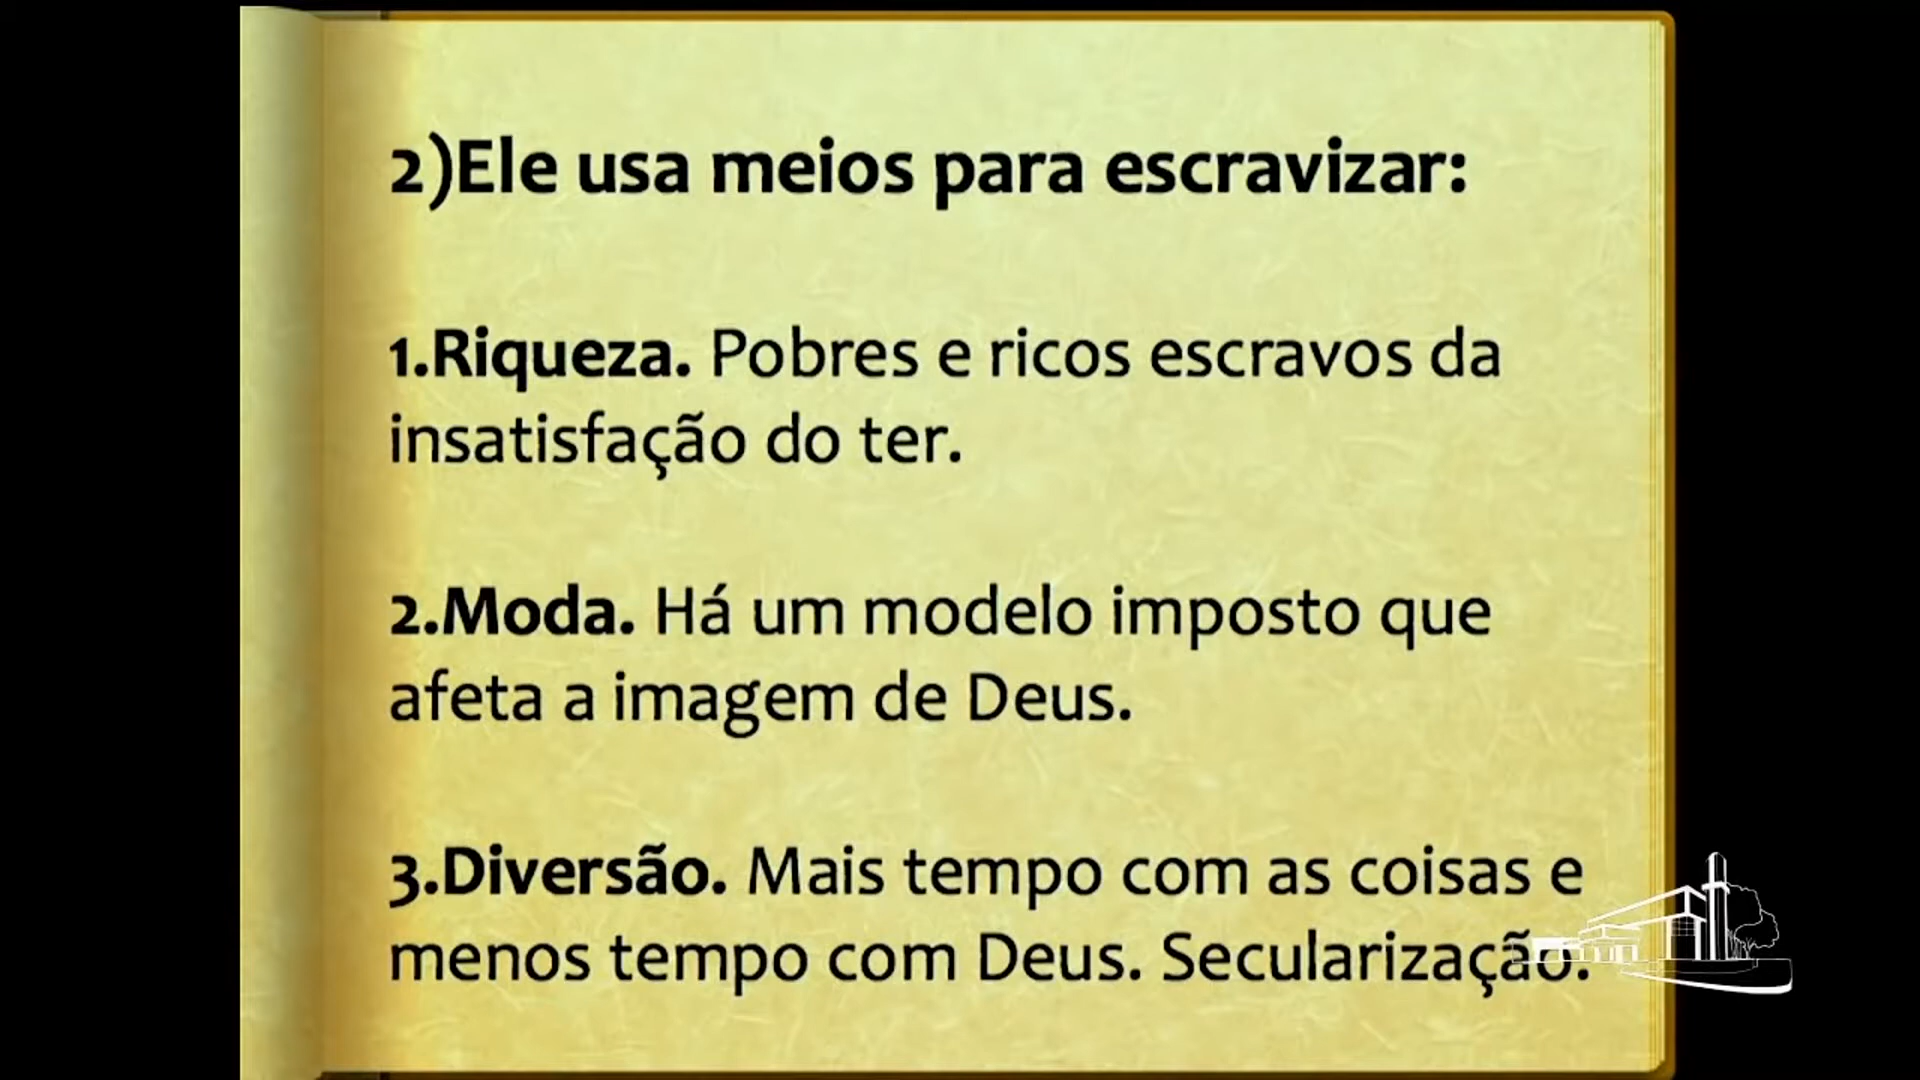 2)Ele usa meios para escravizar:
1.Riqueza. Pobres e ricos escravos da
insatisfação do ter.
2.Moda. Há um modelo imposto que
afeta a imagem de Deus.
3.Diversão. Mais tempo com as coisas e
menos tempo com Deus. Secularização.